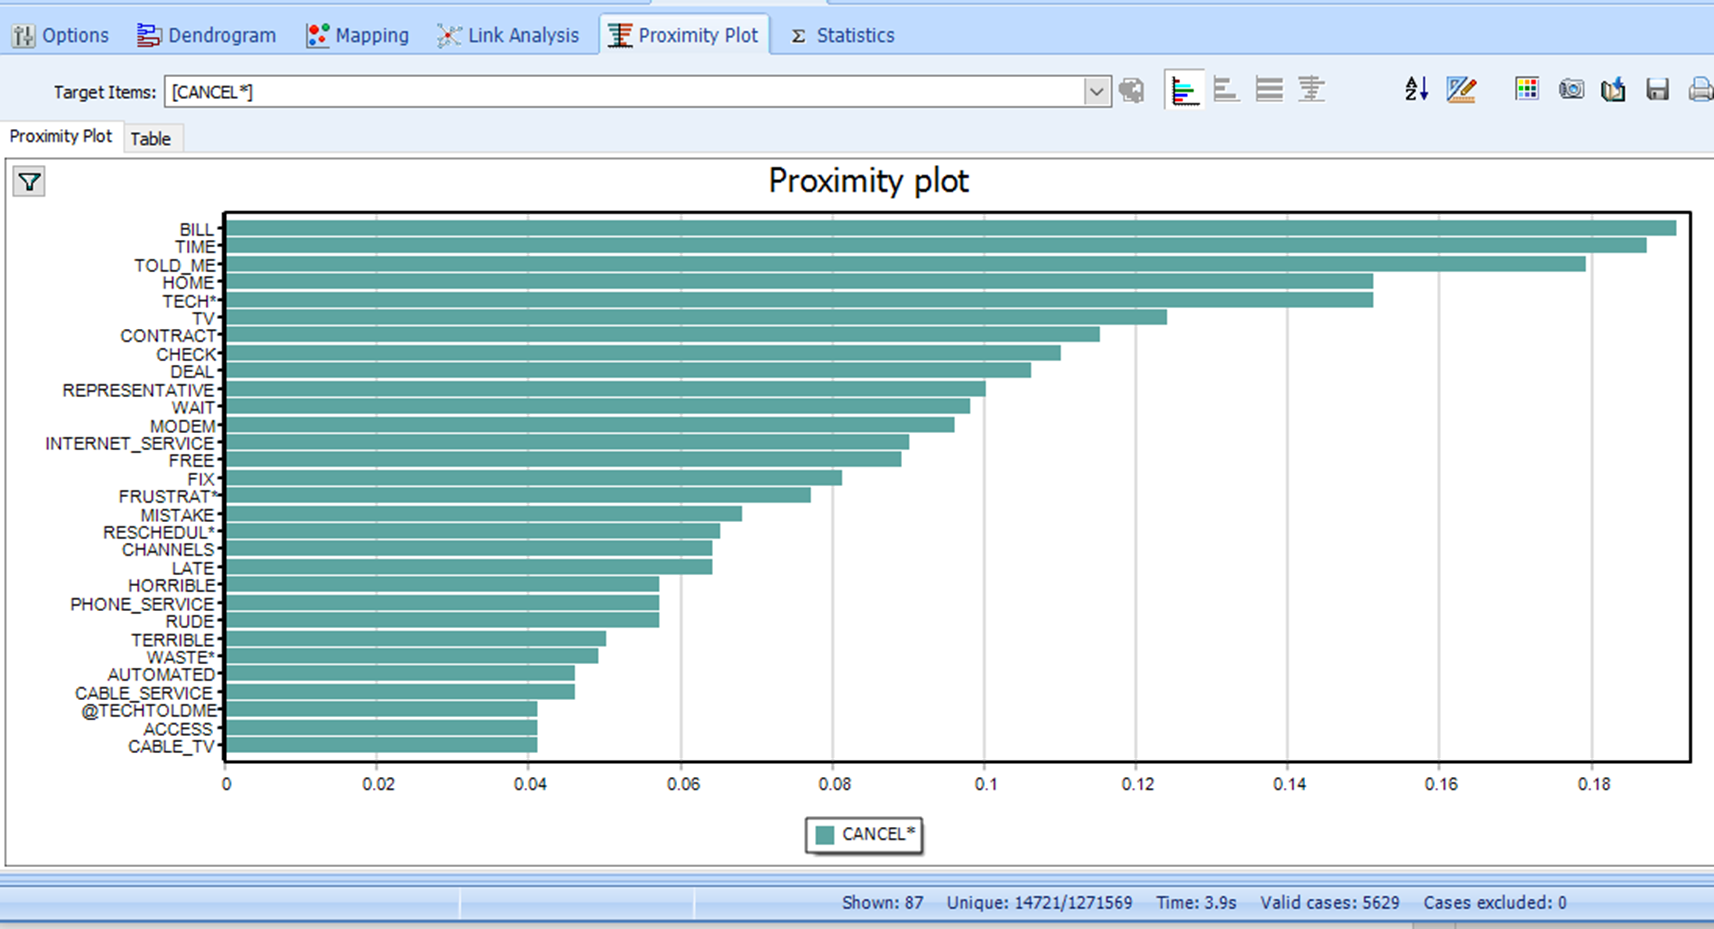 Options Dendrogram Mapping Link Analysis Proximity Plot Σ Statistics
Target Items: [CANCEL*]
Proximity Plot Table
Proximity plot
BILL
TIME
TOLD_ME
HOME
TECH*
TV
CONTRACT
CHECK
DEAL
REPRESENTATIVE
WAIT
MODEM
INTERNET_SERVICE
FREE
FIX
FRUSTRAT*
MISTAKE
RESCHEDUL*
CHANNELS
LATE
HORRIBLE
PHONE_SERVICE
RUDE
TERRIBLE
WASTE*
AUTOMATED
CABLE_SERVICE
@TECHTOLDME
ACCESS
CABLE_TV
0 0.02 0.04 0.06 0.08 0.1 0.12 0.14 0.16 0.18
CANCEL*
Shown: 87 Unique: 14721/1271569 Time: 3.9s Valid cases: 5629 Cases excluded: 0